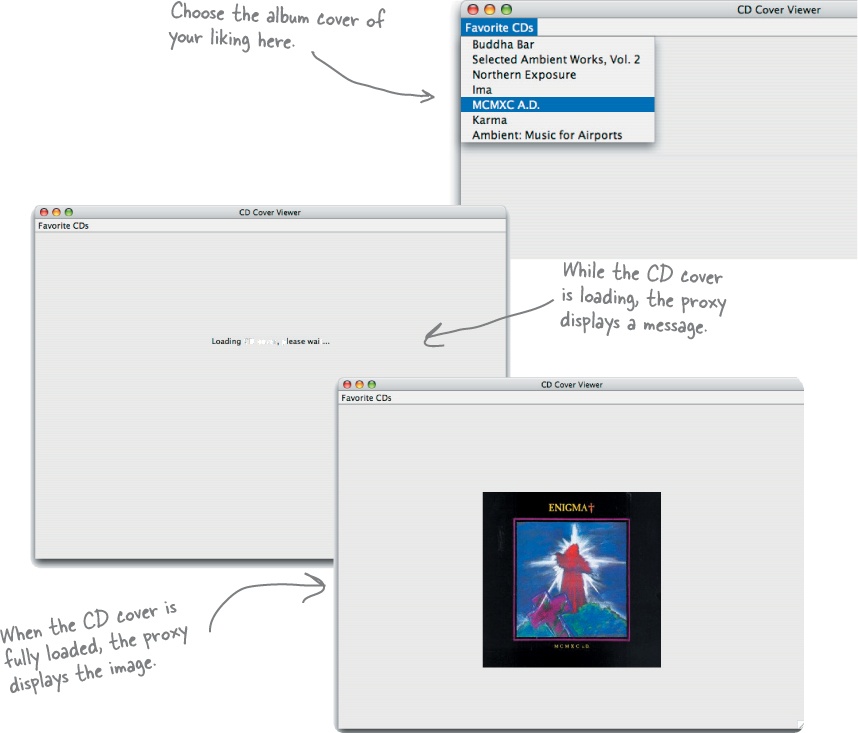 Choose the album cover of
your liking here.
CD Cover Viewer
Favorite CDs
Buddha Bar
Selected Ambient Works, Vol. 2
Northern Exposure
Ima
MCMXC A.D.
Karma
Ambient: Music for Airports
CD Cover Viewer
Favorite CDs
While the CD cover
is loading, the proxy
displays a message.
Loading , lease wai ...
CD Cover Viewer
Favorite CDs
ENIGMA†
MCMXC a.D.
When the CD cover is
fully loaded, the proxy
displays the image.